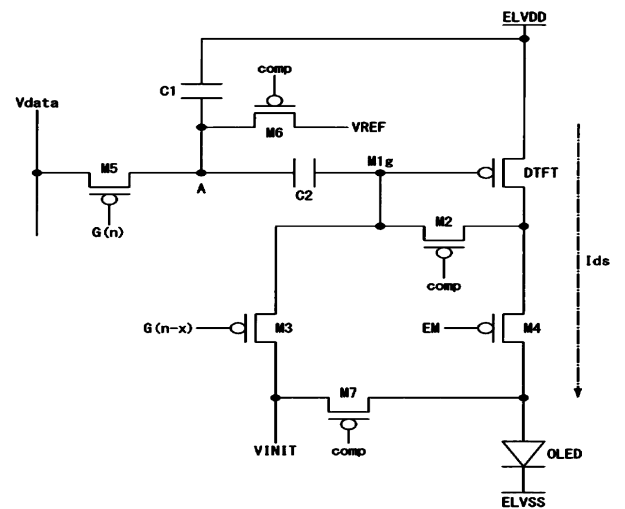 ELVDD
comp
C1
Vdata
M6
VREF
M5
M1g
DTFT
A
C2
G(n)
M2
Ids
comp
G(n-x)
M3
EM
M4
M7
VINIT
comp
OLED
ELVSS